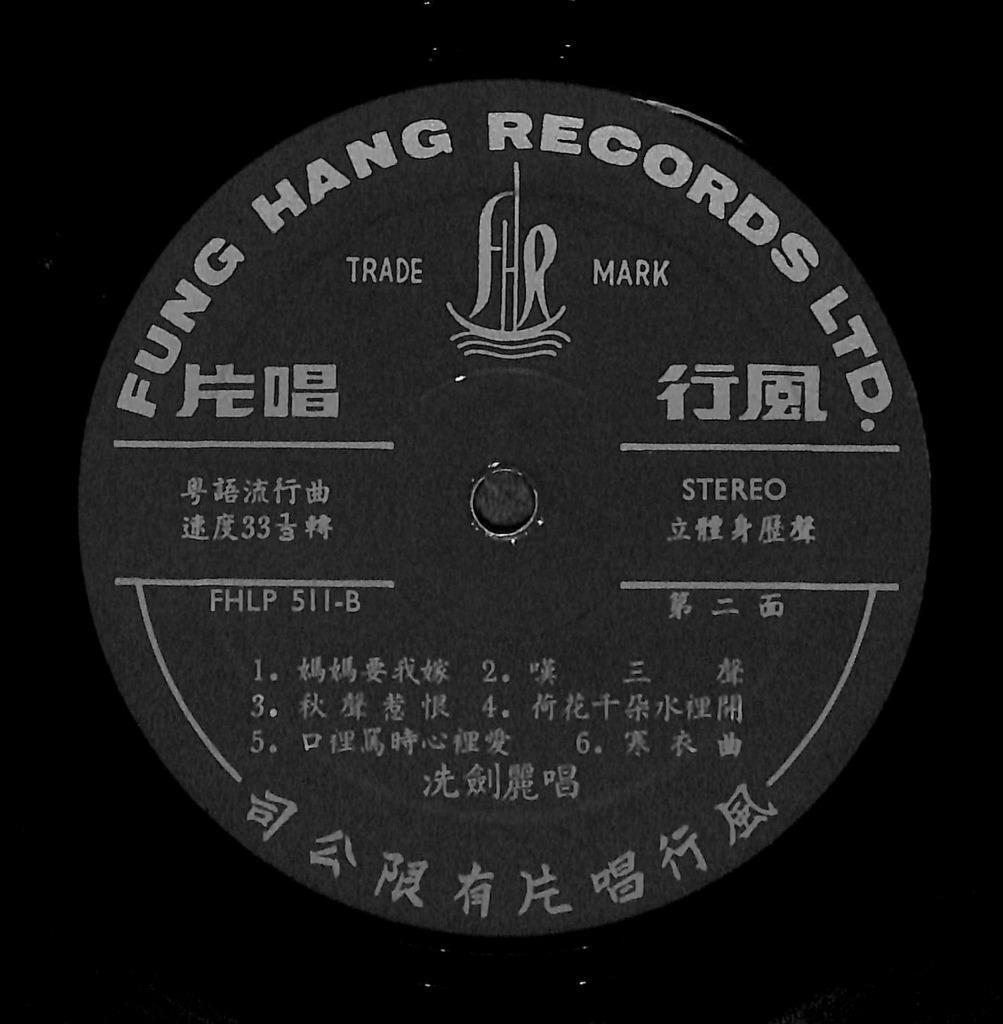 FUNG HANG RECORDS LTD.
TRADE MARK
風行唱片
粵語流行曲
速度33⅓轉
STEREO
立體身歷聲
FHLP 511-B
第二面
1. 媽媽要我嫁 2. 嘆三聲
3. 秋聲惹恨 4. 荷花千朵水裡開
5. 口裡罵時心裡愛 6. 寒衣曲
冼劍麗唱
風行唱片有限公司